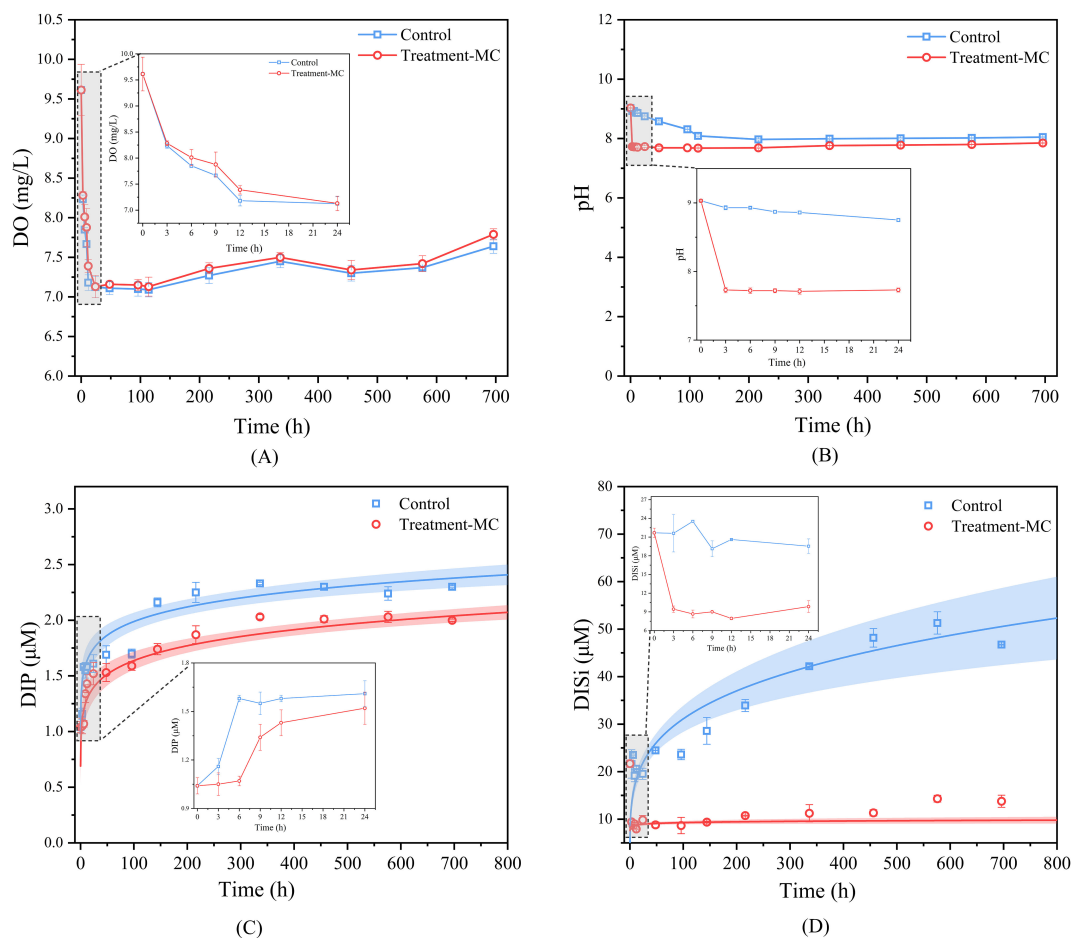 10.5
10.0
9.5
9.0
8.5
8.0
7.5
7.0
6.5
6.0
DO (mg/L)
0 100 200 300 400 500 600 700
Time (h)
Control
Treatment-MC
10.0
9.5
9.0
8.5
8.0
7.5
7.0
DO (mg/L)
0 3 6 9 12 15 18 21 24
Time (h)
Control
Treatment-MC
(A)
12
10
8
6
4
2
0
pH
0 100 200 300 400 500 600 700
Time (h)
Control
Treatment-MC
9
8
7
pH
0 3 6 9 12 15 18 21 24
Time (h)
(B)
3.0
2.5
2.0
1.5
1.0
0.5
0.0
DIP (μM)
0 100 200 300 400 500 600 700 800
Time (h)
Control
Treatment-MC
1.8
1.5
1.2
0.9
DIP (μM)
0 3 6 9 12 15 18 21 24
Time (h)
(C)
80
70
60
50
40
30
20
10
DISi (μM)
0 100 200 300 400 500 600 700 800
Time (h)
Control
Treatment-MC
27
24
21
18
15
12
9
6
3
0
DISi (μM)
0 3 6 9 12 15 18 21 24
Time (h)
(D)